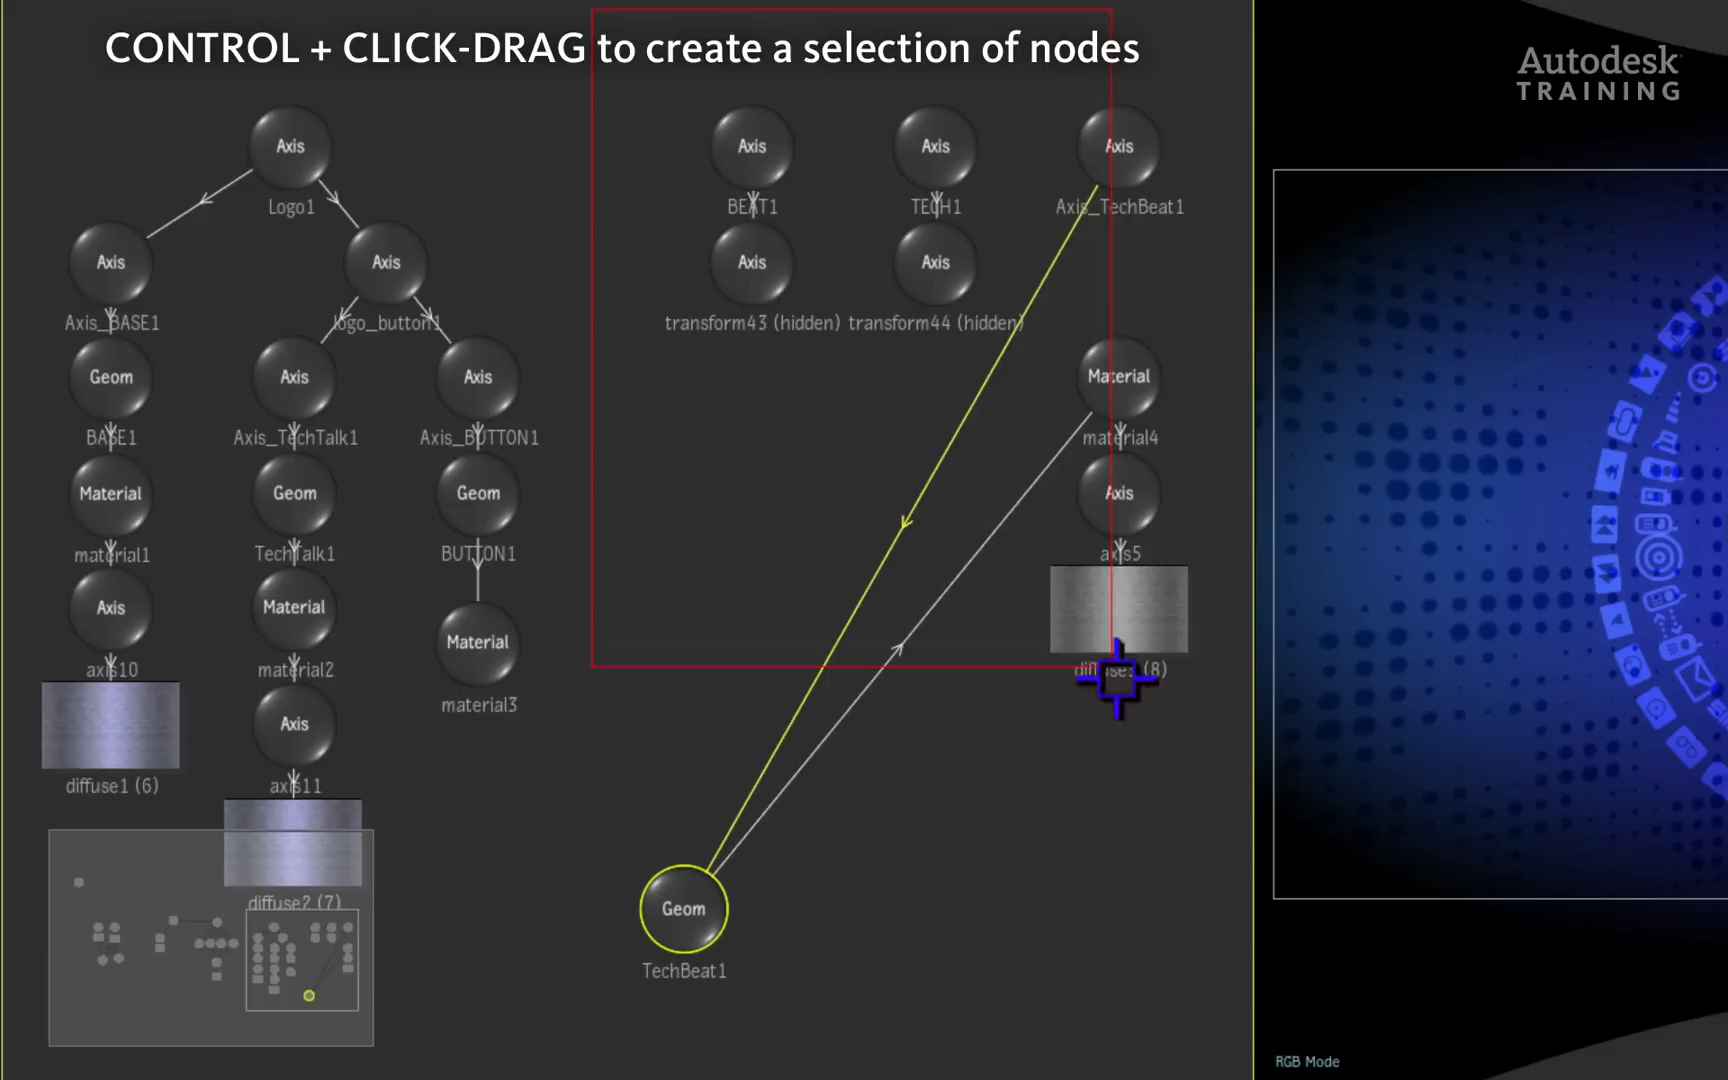 CONTROL + CLICK-DRAG to create a selection of nodes
Autodesk
TRAINING
Axis
Logo1
Axis
BEAT1
Axis
TECH1
Axis
Axis_TechBeat1
Axis
Axis_BASE1
Axis
logo_button1
Axis
transform43 (hidden)
Axis
transform44 (hidden)
Geom
BASE1
Axis
Axis_TechTalk1
Axis
Axis_BUTTON1
Material
material4
Material
material1
Geom
TechTalk1
Geom
BUTTON1
Axis
axis5
Axis
axis10
Material
material2
Material
material3
(8)
diffuse1 (6)
Axis
axis11
diffuse2 (7)
Geom
TechBeat1
RGB Mode